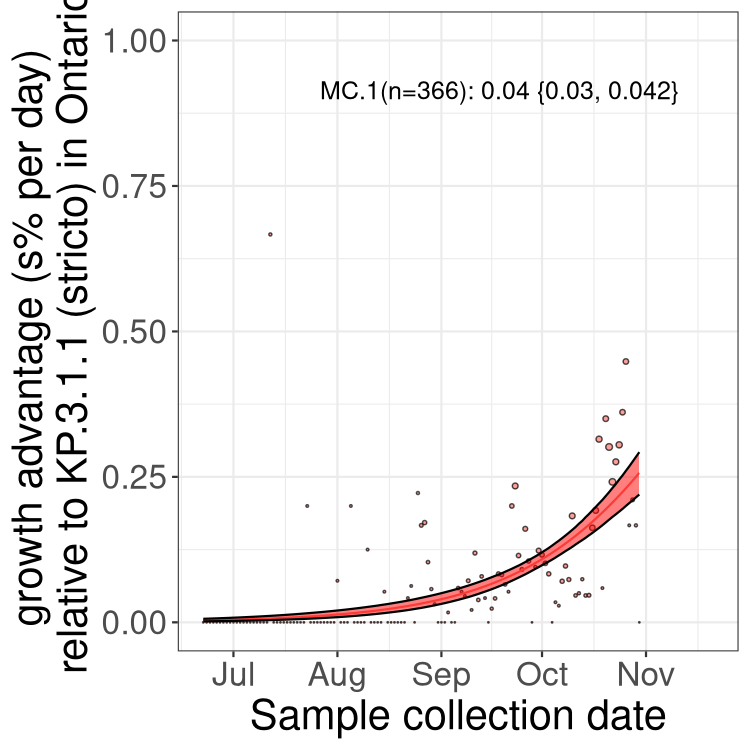 growth advantage (s% per day)
relative to KP.3.1.1 (stricto) in Ontario
1.00
0.75
0.50
0.25
0.00
MC.1(n=366): 0.04 {0.03, 0.042}
Jul Aug Sep Oct Nov
Sample collection date